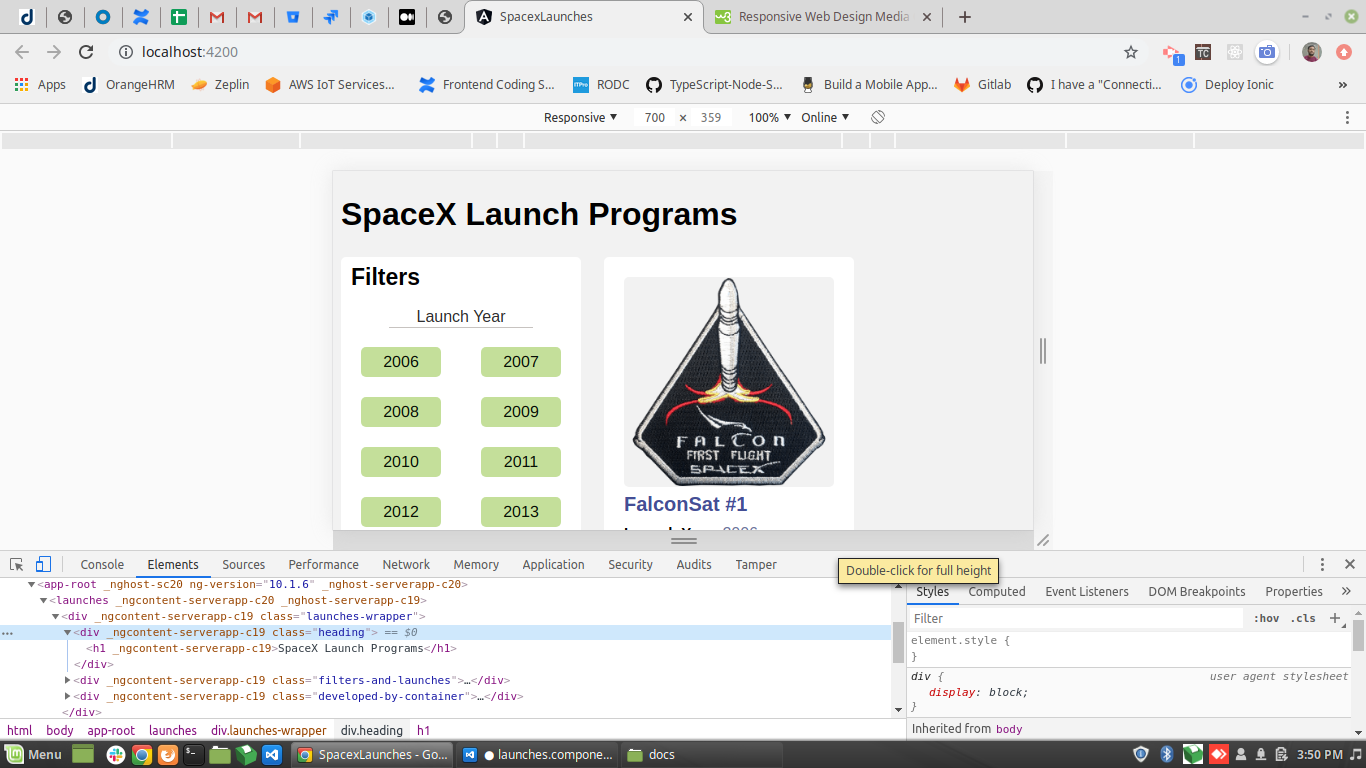 SpacexLaunches
Responsive Web Design Media
localhost:4200
1
TC
Apps
OrangeHRM
Zeplin
AWS IoT Services...
Frontend Coding S...
ITPro
RODC
TypeScript-Node-S...
Build a Mobile App...
Gitlab
I have a "Connecti...
Deploy Ionic
»
Responsive ▼ 700 × 359 100% ▼ Online ▼
SpaceX Launch Programs
Filters
Launch Year
2006 2007
2008 2009
2010 2011
2012 2013
FALCON
FIRST FLIGHT
SPACEX
FalconSat #1
Console Elements Sources Performance Network Memory Application Security Audits Tamper
Double-click for full height
▼<app-root _nghost-sc20 ng-version="10.1.6" _nghost-serverapp-c20>
▼<launches _ngcontent-serverapp-c20 _nghost-serverapp-c19>
▼<div _ngcontent-serverapp-c19 class="launches-wrapper">
… ▼<div _ngcontent-serverapp-c19 class="heading"> == $0
<h1 _ngcontent-serverapp-c19>SpaceX Launch Programs</h1>
</div>
▶<div _ngcontent-serverapp-c19 class="filters-and-launches">…</div>
▶<div _ngcontent-serverapp-c19 class="developed-by-container">…</div>
</div>
html body app-root launches div.launches-wrapper div.heading h1
Styles Computed Event Listeners DOM Breakpoints Properties »
Filter :hov .cls +
element.style {
}
div { user agent stylesheet
display: block;
}
Inherited from body
Menu
SpacexLaunches - Go...
launches.compone...
docs
3:50 PM